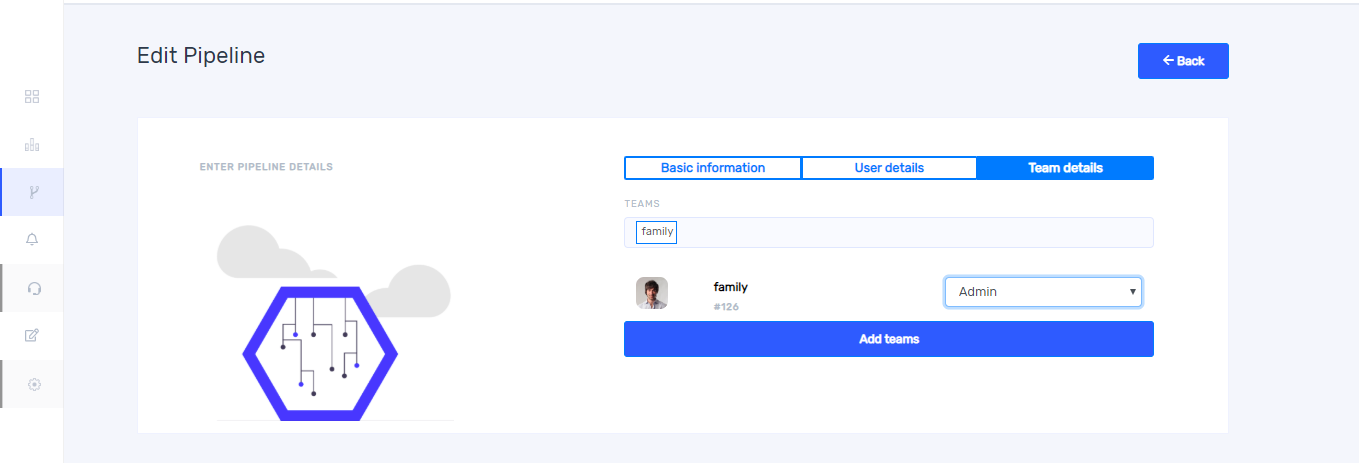 Edit Pipeline
← Back
ENTER PIPELINE DETAILS
Basic information
User details
Team details
TEAMS
family
family
#126
Admin
Add teams